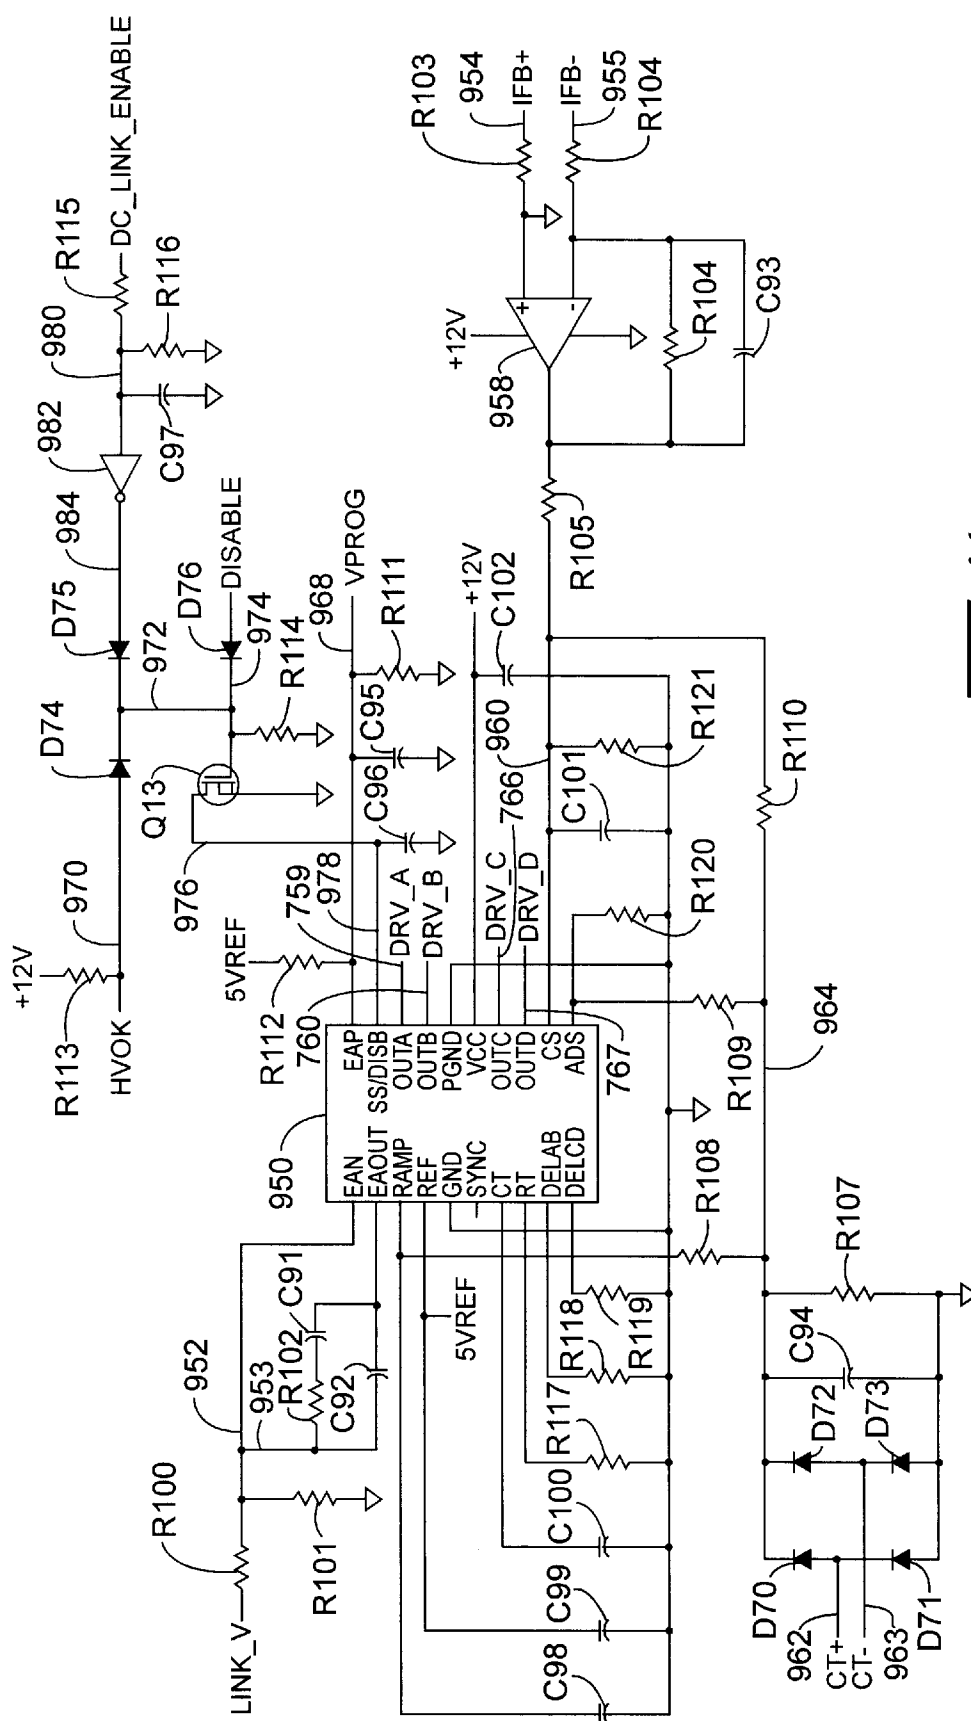 +12V
R113
970
HVOK
D74
972
D75
984
982
980
R115
DC_LINK_ENABLE
R116
C97
Q13
976
D76
DISABLE
974
R114
5VREF
R112
968
VPROG
R111
C95
C96
759
978
760
DRV_A
DRV_B
DRV_C
DRV_D
766
767
+12V
C102
960
R121
C101
R120
R109
964
R110
R105
+12V
958
+
-
R103
954
IFB+
IFB-
955
R104
R104
C93
950
EAN
EAOUT
RAMP
REF
GND
SYNC
CT
RT
DELAB
DELCD
EAP
SS/DISB
OUTA
OUTB
PGND
VCC
OUTC
OUTD
CS
ADS
LINK_V
R100
R101
952
953
R102
C91
C92
5VREF
C98
C99
C100
R117
R118
R119
R108
R107
C94
D72
D73
D70
D71
962
CT+
CT-
963